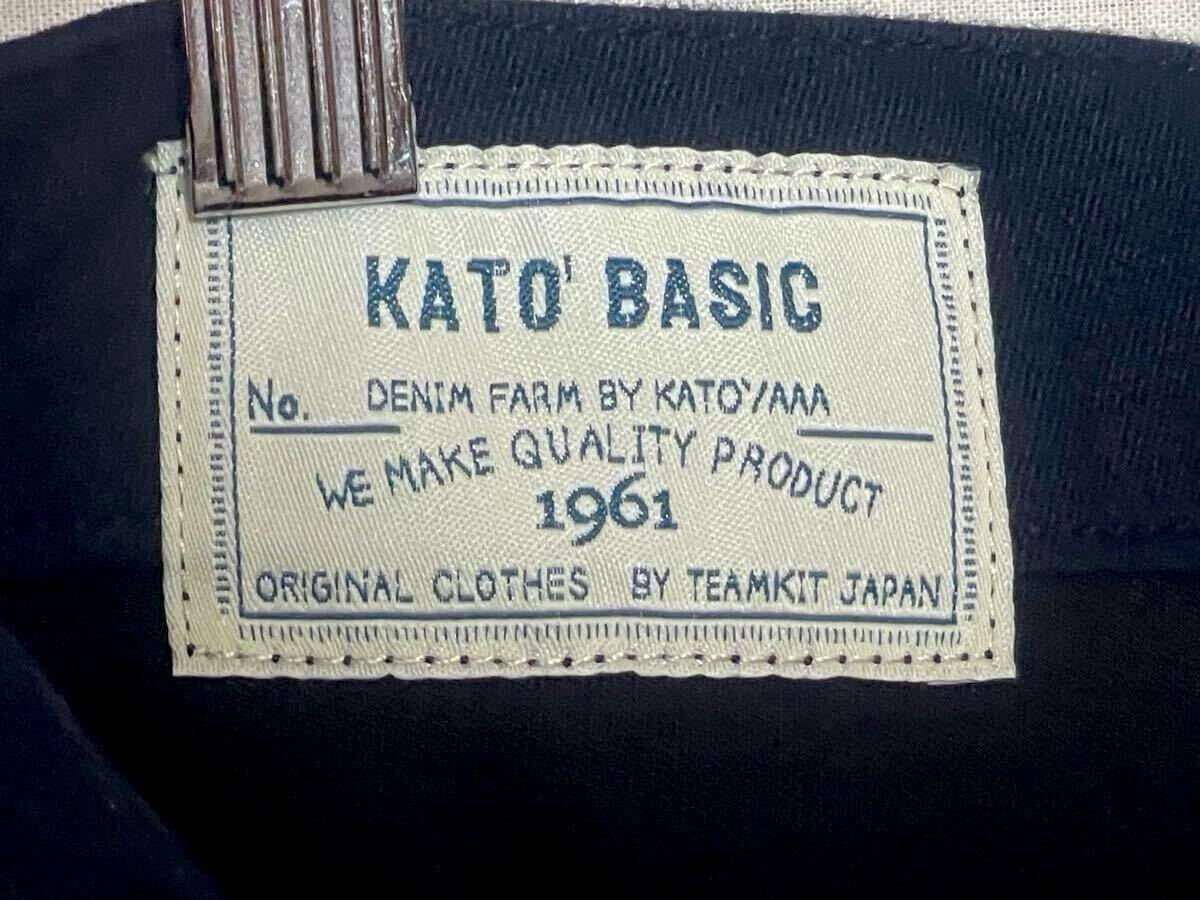 KATO' BASIC
No. DENIM FARM BY KATO'/AAA
WE MAKE QUALITY PRODUCT
1961
ORIGINAL CLOTHES BY TEAMKIT JAPAN